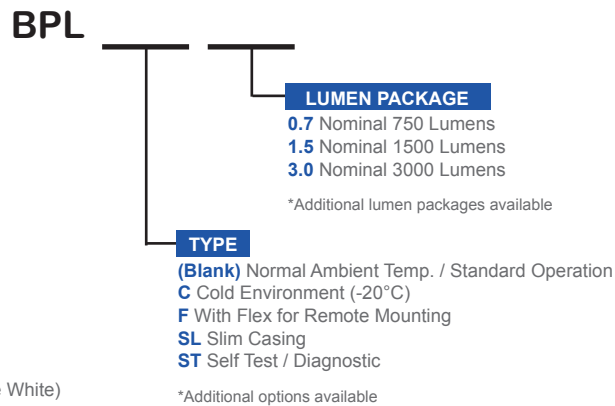 BPL
LUMEN PACKAGE
0.7 Nominal 750 Lumens
1.5 Nominal 1500 Lumens
3.0 Nominal 3000 Lumens
*Additional lumen packages available
TYPE
(Blank) Normal Ambient Temp. / Standard Operation
C Cold Environment (-20°C)
F With Flex for Remote Mounting
SL Slim Casing
ST Self Test / Diagnostic
*Additional options available
White)